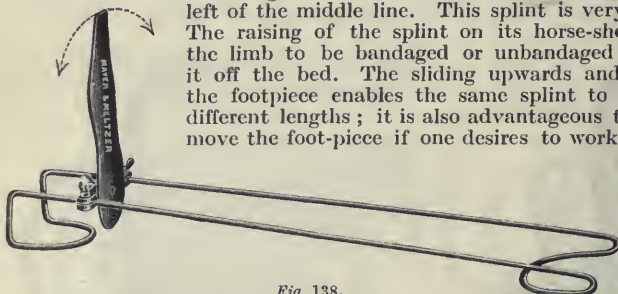 left of the middle line. This splint is very
The raising of the splint on its horse-sh
the limb to be bandaged or unbandaged
it off the bed. The sliding upwards and
the footpiece enables the same splint to
different lengths; it is also advantageous t
move the foot-piece if one desires to work
MAYER & MELTZER
Fig. 138.